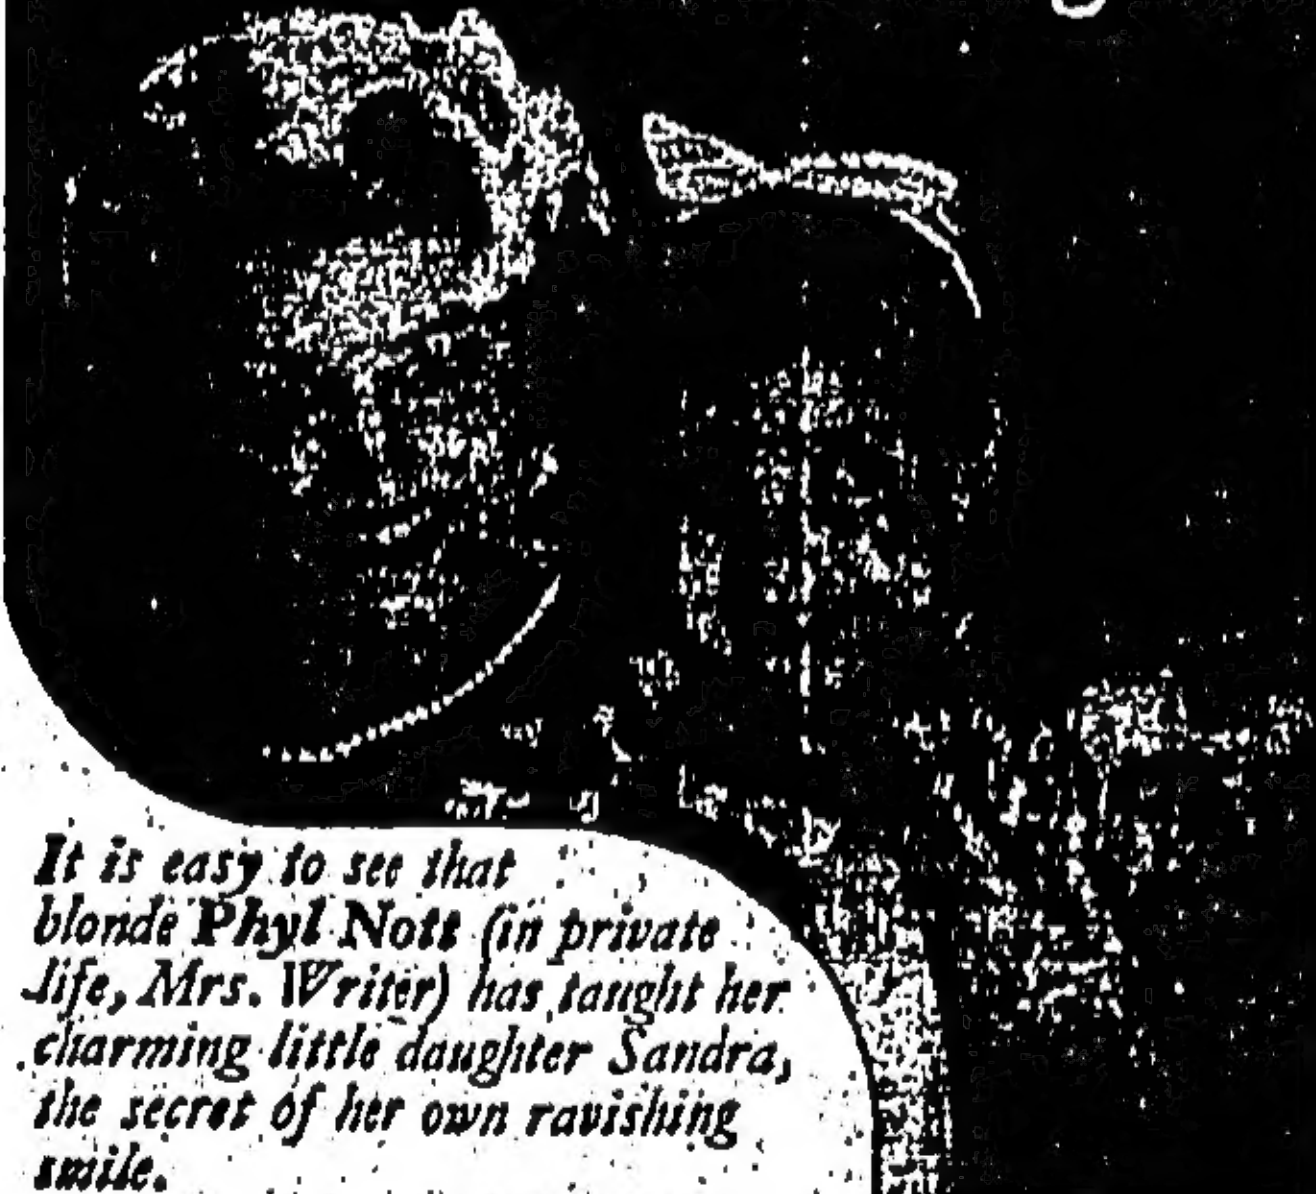 It is easy to see that
blonde Phyl Nott (in private
life, Mrs. Writer) has taught her
charming little daughter Sandra,
the secret of her own ravishing
smile.